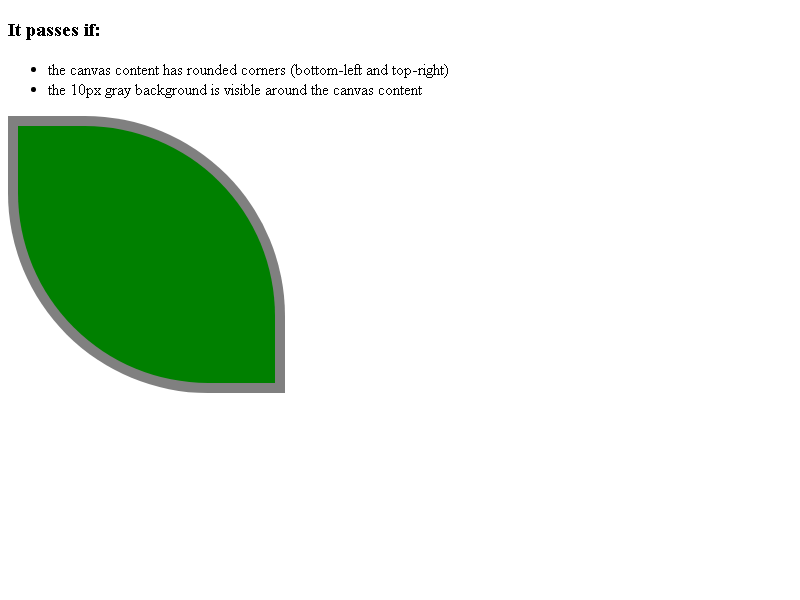 It passes if:
the canvas content has rounded corners (bottom-left and top-right)
the 10px gray background is visible around the canvas content